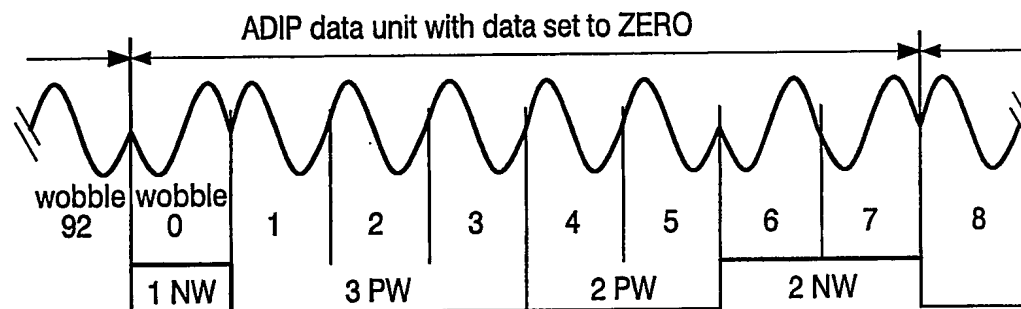 ADIP data unit with data set to ZERO
wobble wobble
92 0 1 2 3 4 5 6 7 8
1 NW 3 PW 2 PW 2 NW